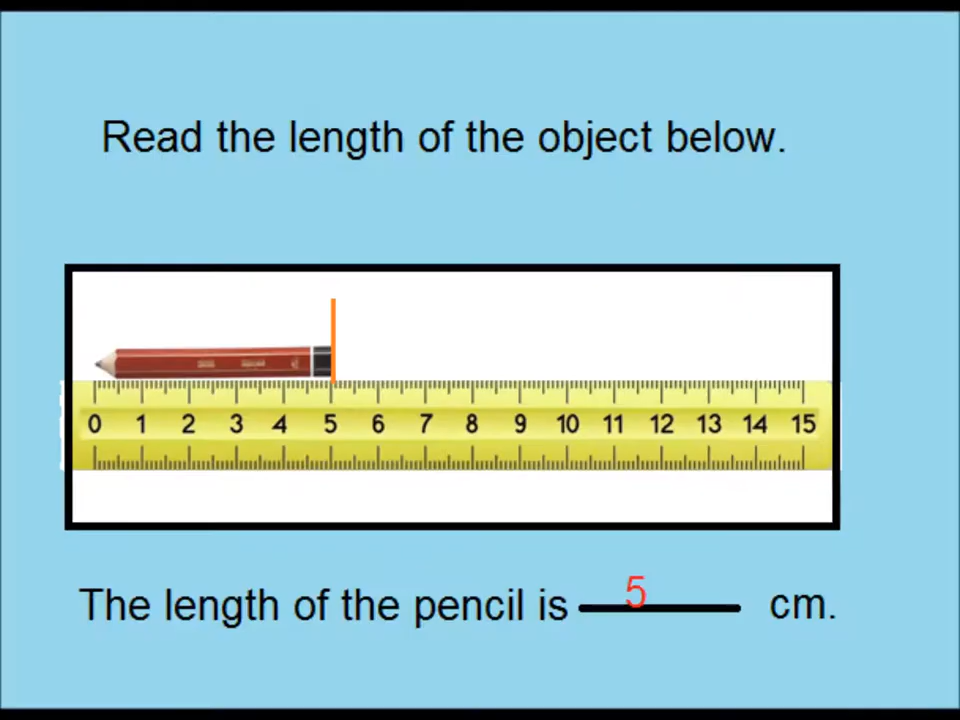 Read the length of the object below.
0 1 2 3 4 5 6 7 8 9 10 11 12 13 14 15
The length of the pencil is 5 cm.